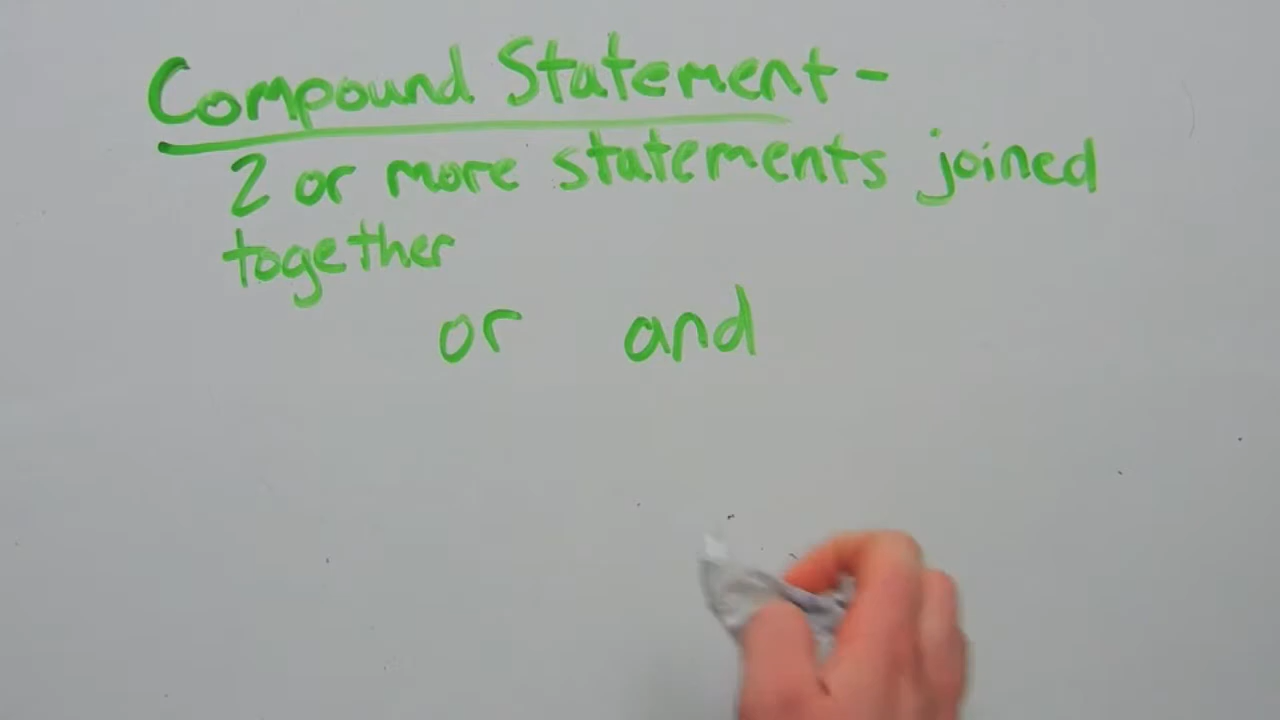 Compound Statement -
2 or more statements joined
together
or and